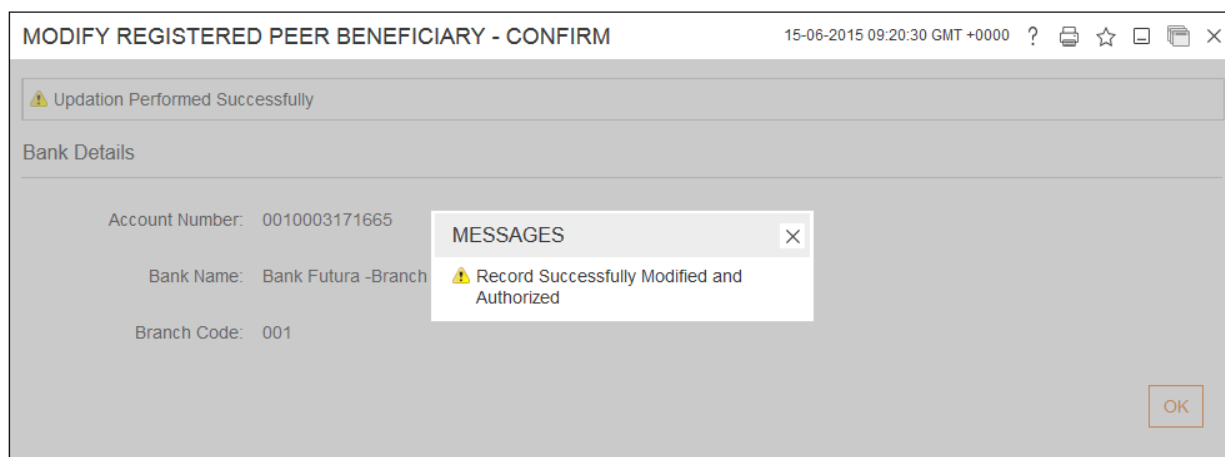 MODIFY REGISTERED PEER BENEFICIARY - CONFIRM 15-06-2015 09:20:30 GMT +0000 ?
Updation Performed Successfully
Bank Details
Account Number: 0010003171665
MESSAGES
Bank Name: Bank Futura -Branch
Record Successfully Modified and
Authorized
Branch Code: 001
OK